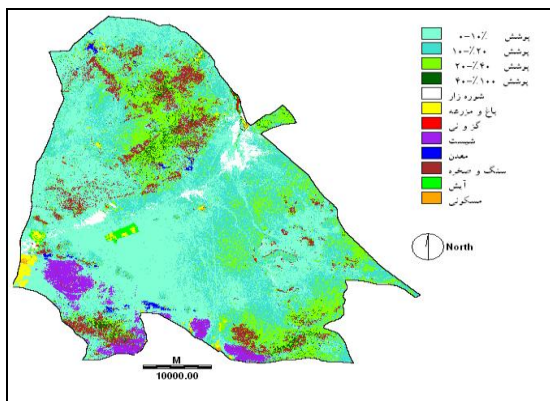 پوشش ۰-۱۰٪
پوشش ۱۰-٪۲۰
پوشش ۲۰-٪۴۰
پوشش ۴۰-٪۱۰۰
شوره زار
باغ و مزرعه
گز و نی
شیست
معدن
سنگ و صخره
آیش
مسکونی
North
M
10000.00